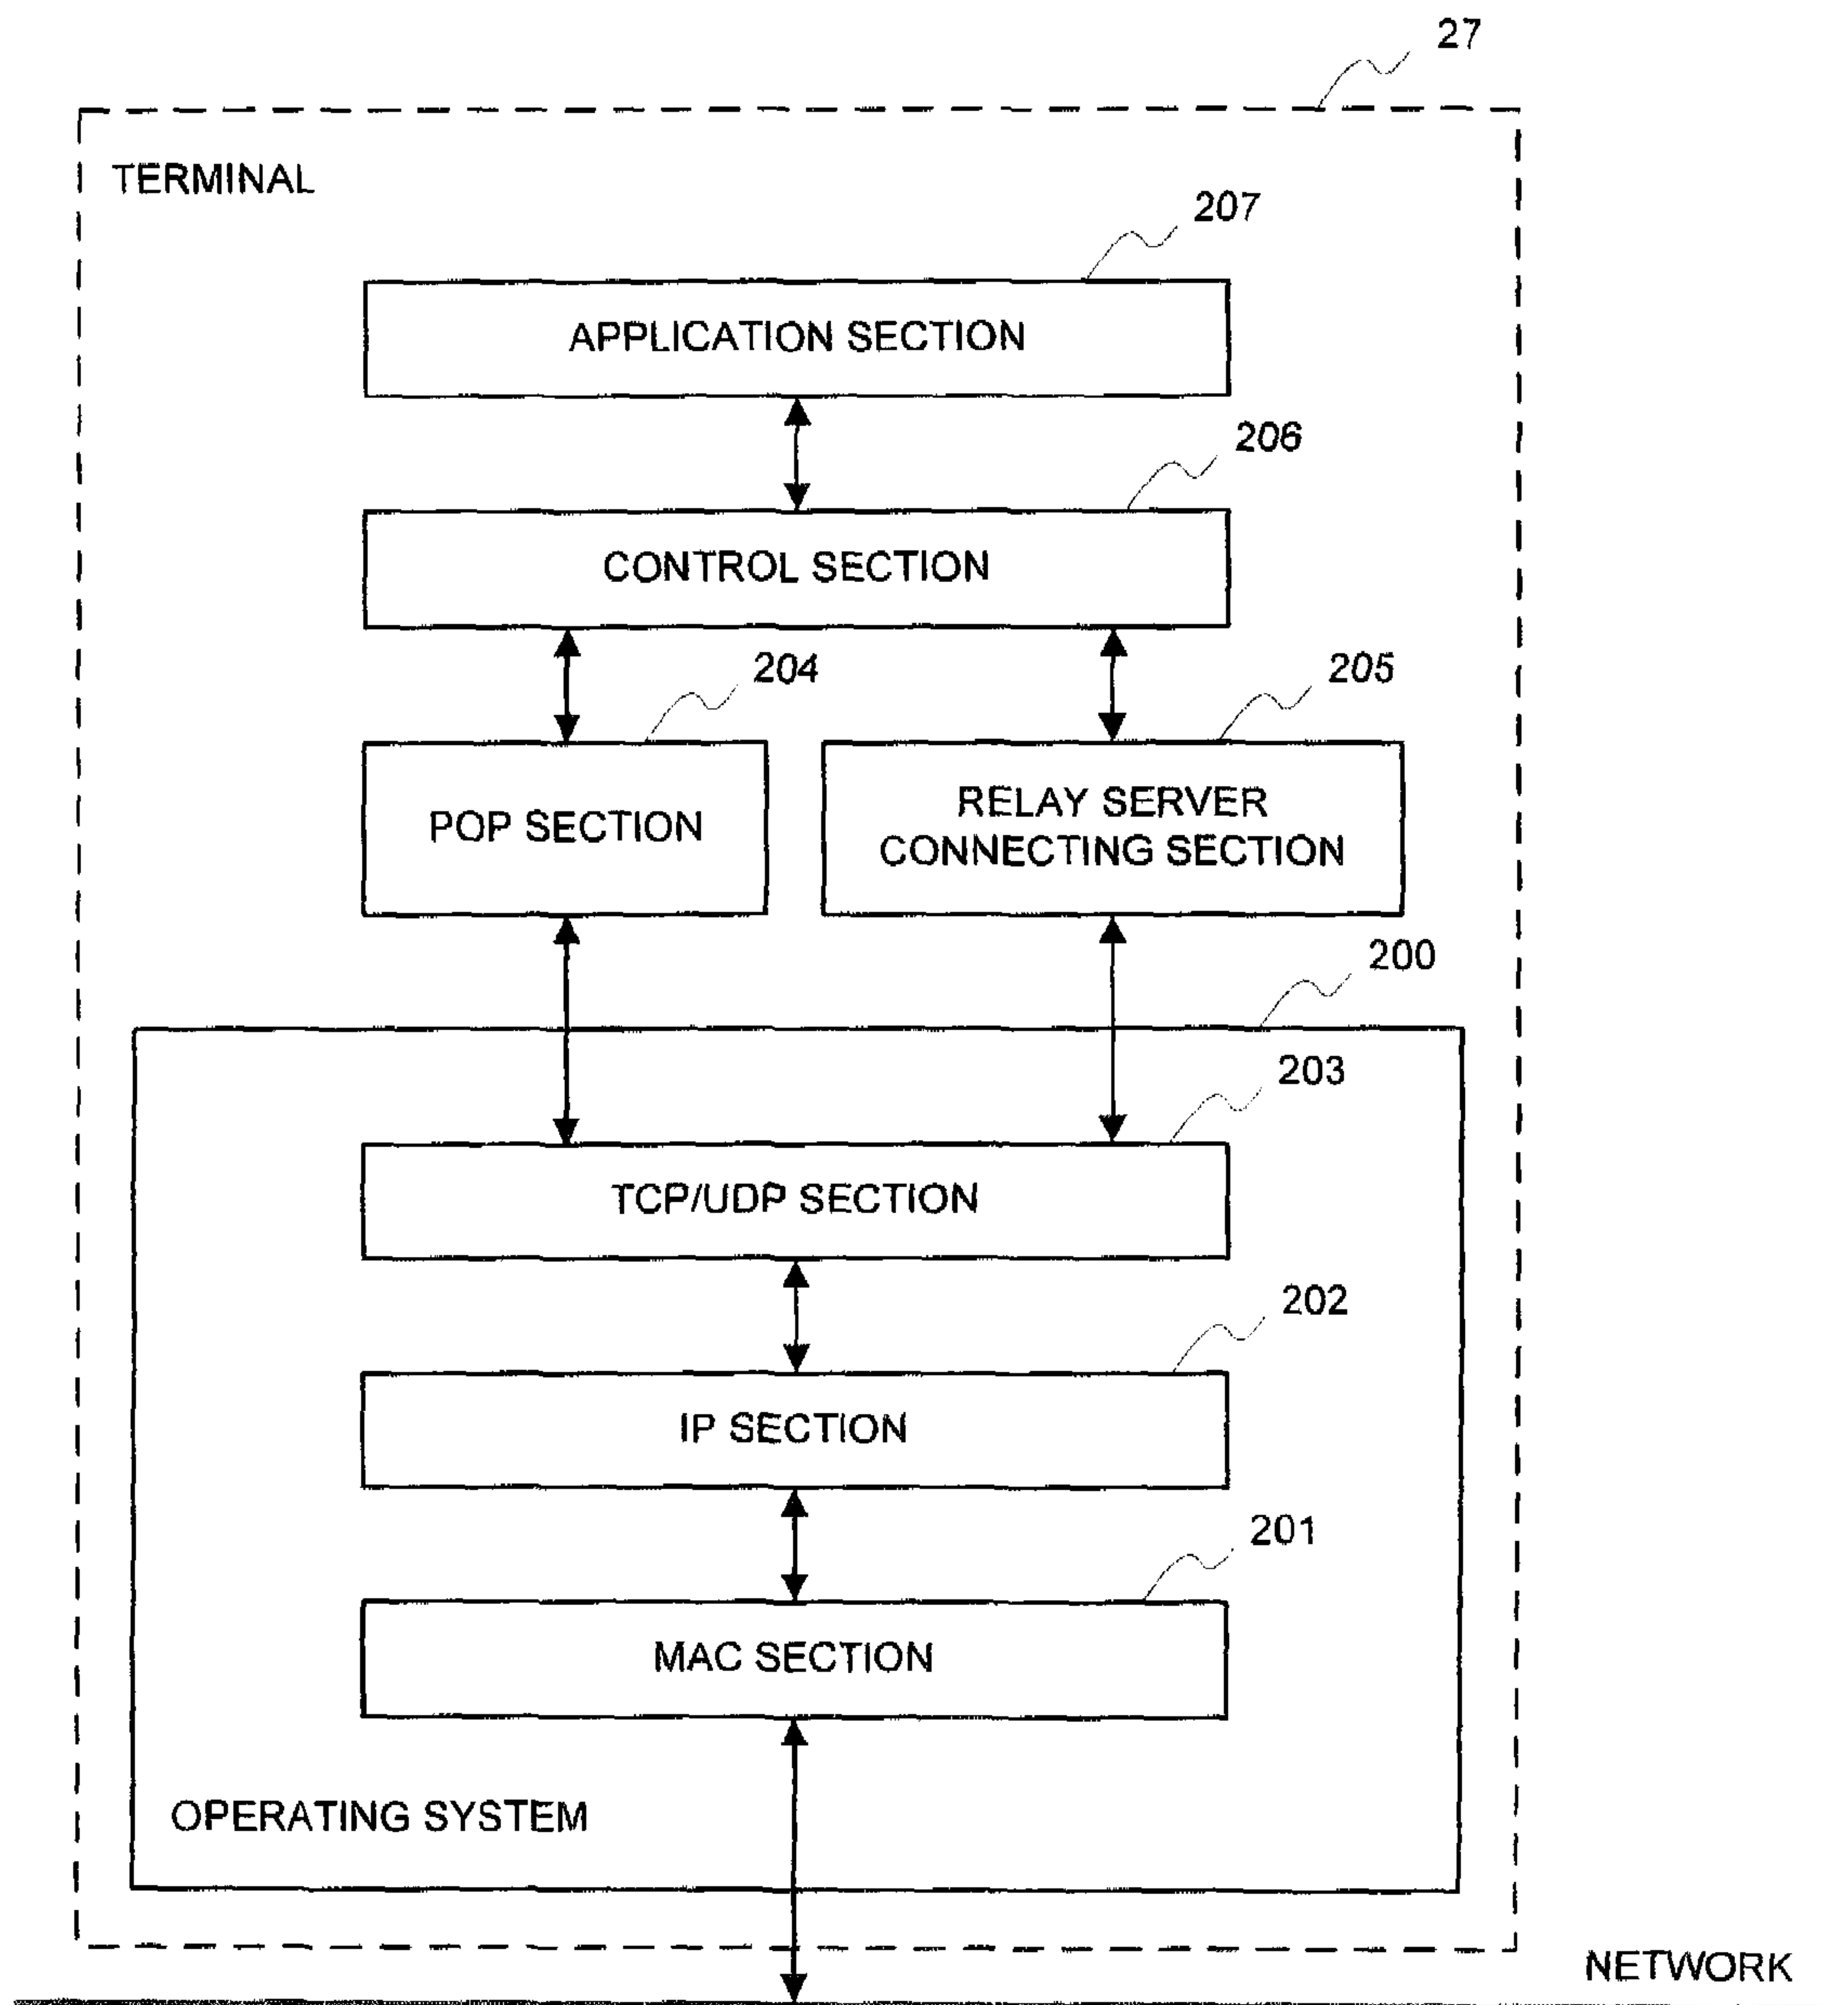 27
TERMINAL
207
APPLICATION SECTION
206
CONTROL SECTION
204
205
POP SECTION
RELAY SERVER
CONNECTING SECTION
200
203
TCP/UDP SECTION
202
IP SECTION
201
MAC SECTION
OPERATING SYSTEM
NETWORK